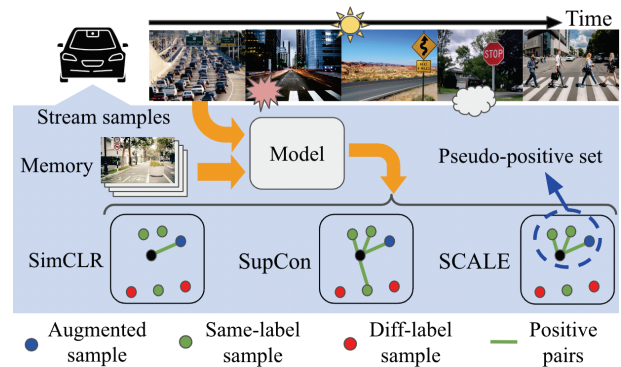 Time
STOP
Stream samples
Memory
Model
Pseudo-positive set
SimCLR
SupCon
SCALE
Augmented
sample
Same-label
sample
Diff-label
sample
Positive
pairs